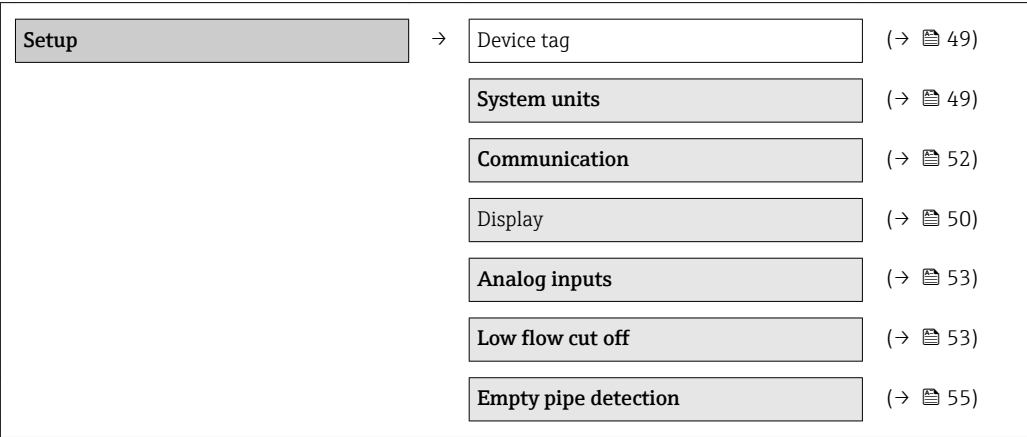 Setup → Device tag (→ 49)
System units (→ 49)
Communication (→ 52)
Display (→ 50)
Analog inputs (→ 53)
Low flow cut off (→ 53)
Empty pipe detection (→ 55)